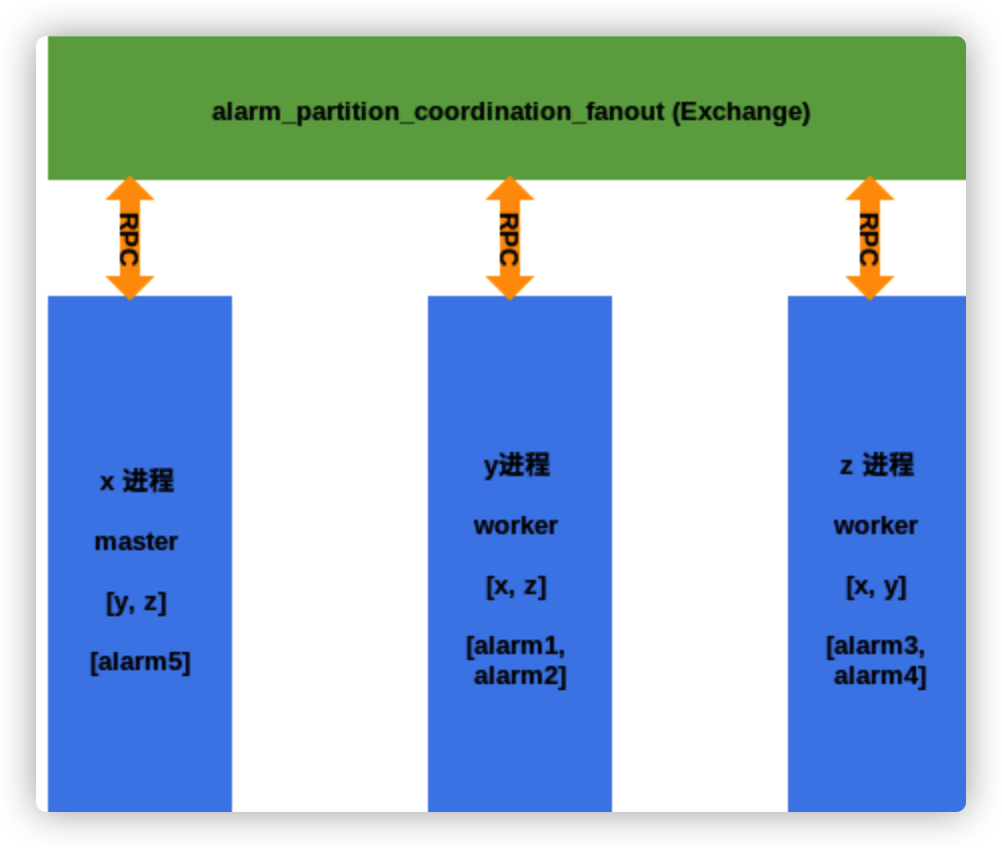 alarm_partition_coordination_fanout (Exchange)
RPC
RPC
RPC
x 进程
master
[y, z]
[alarm5]
y进程
worker
[x, z]
[alarm1,
alarm2]
z 进程
worker
[x, y]
[alarm3,
alarm4]